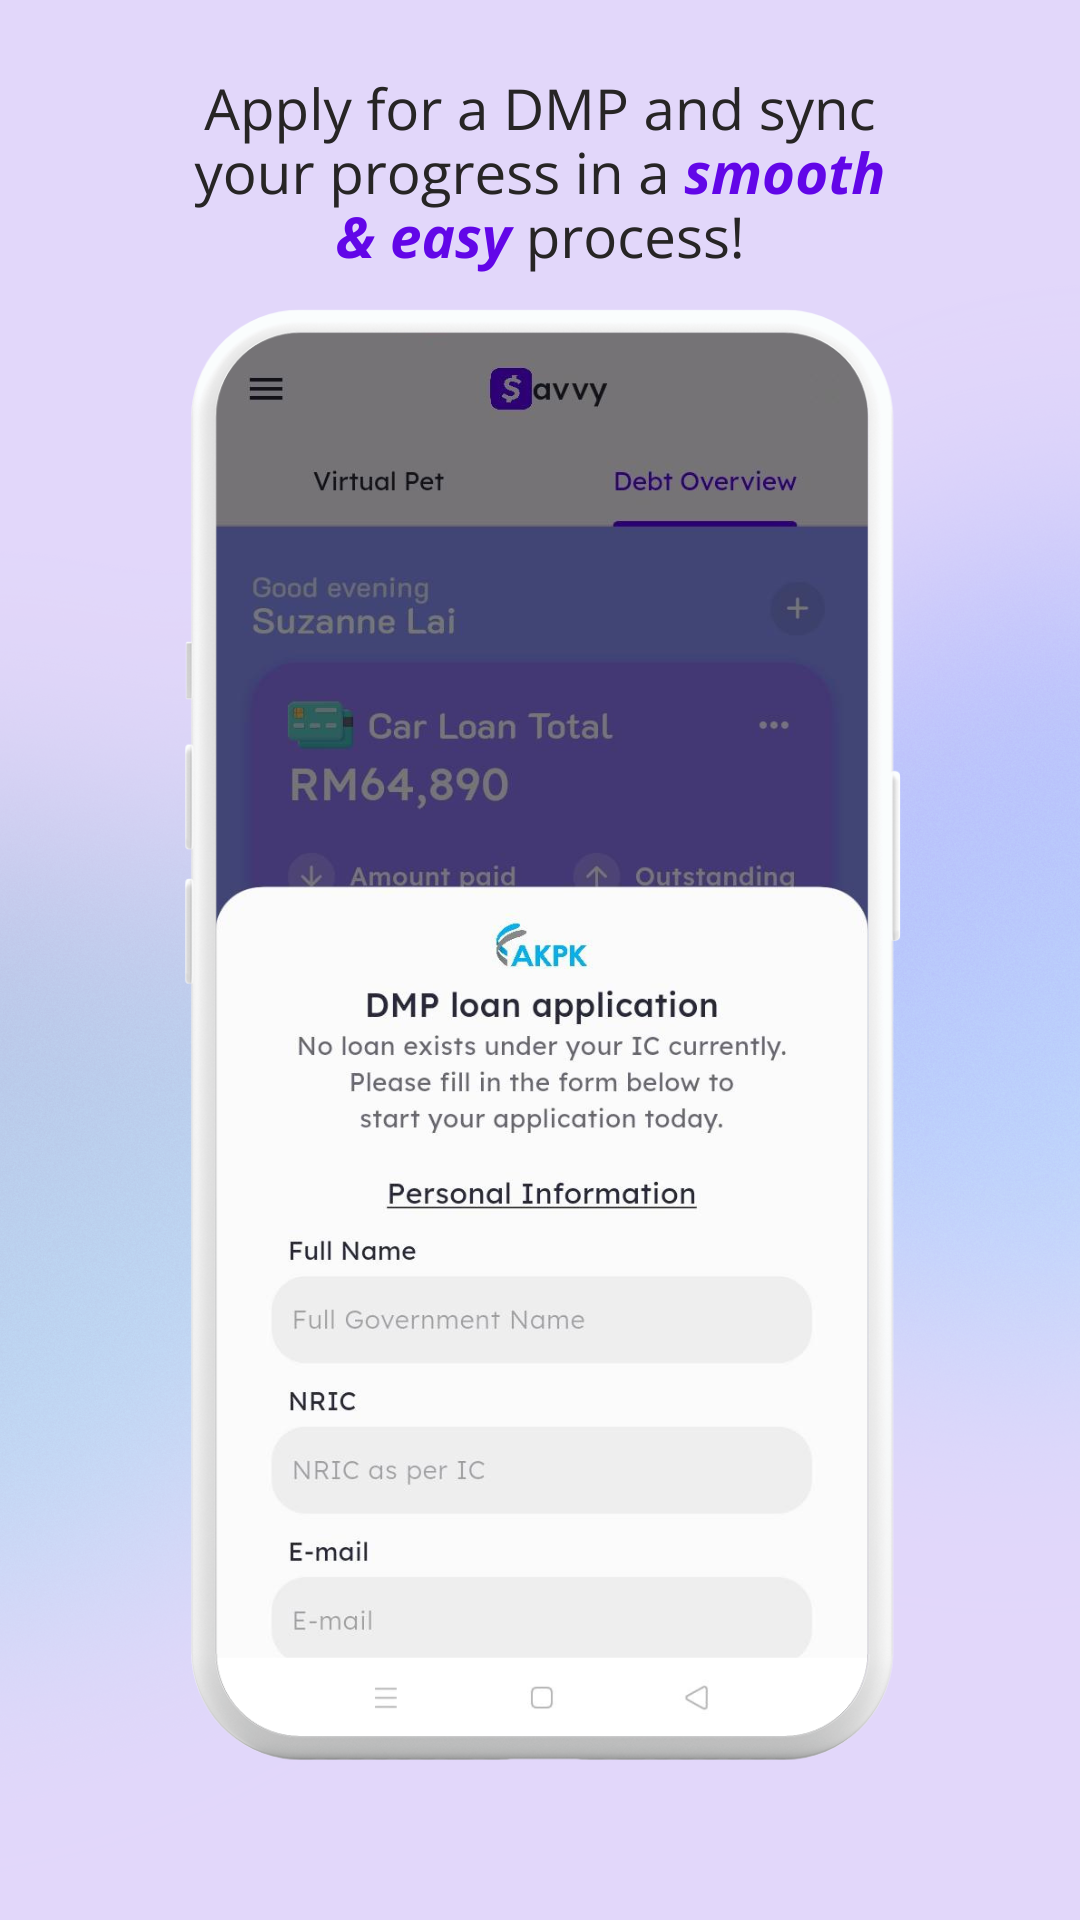 Apply for a DMP and sync
your progress in a smooth
& easy process!
$avvy
Virtual Pet
Debt Overview
Good evening
Suzanne Lai
Car Loan Total
RM64,890
Amount paid
Outstanding
AKPK
DMP loan application
No loan exists under your IC currently.
Please fill in the form below to
start your application today.
Personal Information
Full Name
Full Government Name
NRIC
NRIC as per IC
E-mail
E-mail